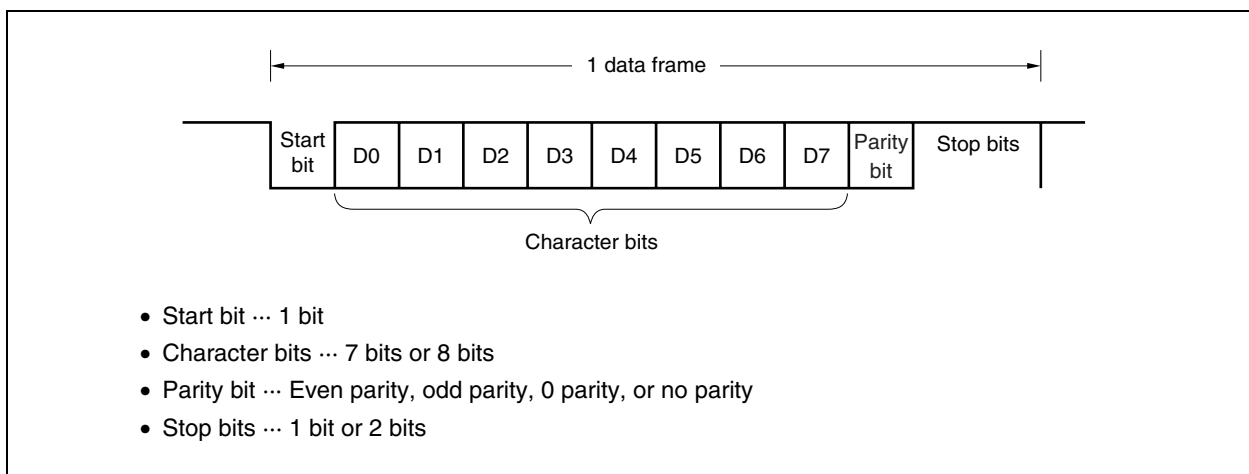 1 data frame
Start bit D0 D1 D2 D3 D4 D5 D6 D7 Parity bit Stop bits
Character bits
• Start bit ··· 1 bit
• Character bits ··· 7 bits or 8 bits
• Parity bit ··· Even parity, odd parity, 0 parity, or no parity
• Stop bits ··· 1 bit or 2 bits